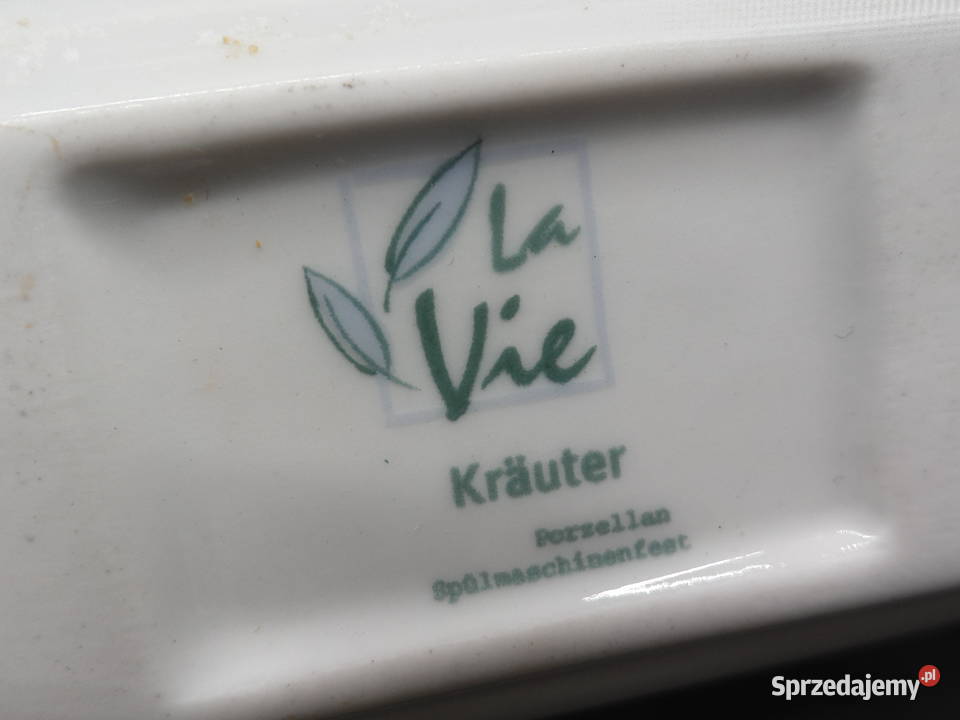 La
Vie
Kräuter
Porzellan
Spülmaschinenfest
Sprzedajemy.pl